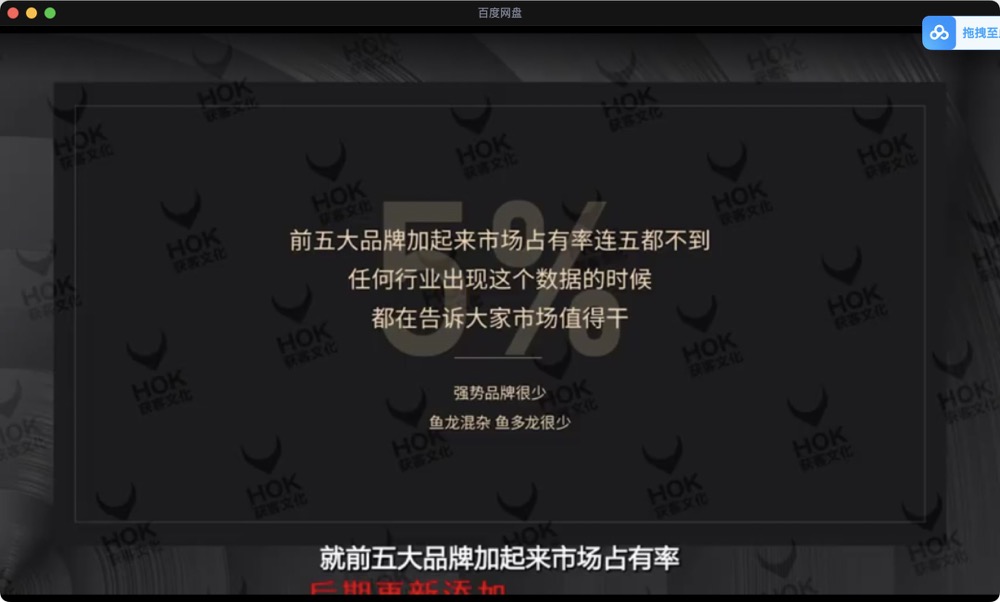 百度网盘
拖拽至
5%
前五大品牌加起来市场占有率连五都不到
任何行业出现这个数据的时候
都在告诉大家市场值得干
强势品牌很少
鱼龙混杂 鱼多龙很少
HOK
获客文化
就前五大品牌加起来市场占有率
后期更新添加